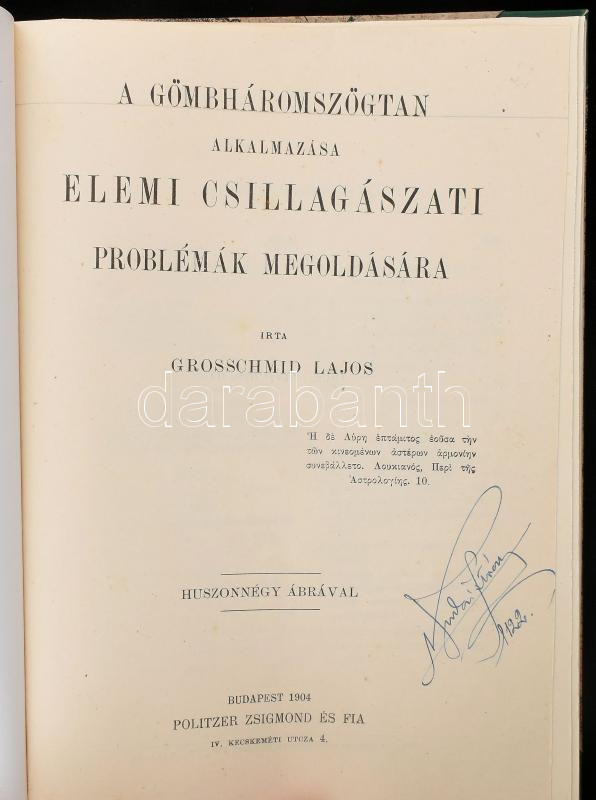 A GÖMBHÁROMSZÖGTAN
ALKALMAZÁSA
ELEMI CSILLAGÁSZATI
PROBLÉMÁK MEGOLDÁSÁRA
IRTA
GROSSCHMID LAJOS
darabanth
Ἡ δὲ Λύρη ἑπτάμιτος ἐοῦσα τὴν
τῶν κινεομένων ἀστέρων ἁρμονίην
συνεβάλλετο. Λουκιανός, Περὶ τῆς
Ἀστρολογίης. 10.
HUSZONNÉGY ÁBRÁVAL
1922.
BUDAPEST 1904
POLITZER ZSIGMOND ÉS FIA
IV. KECSKEMÉTI UTCZA 4.